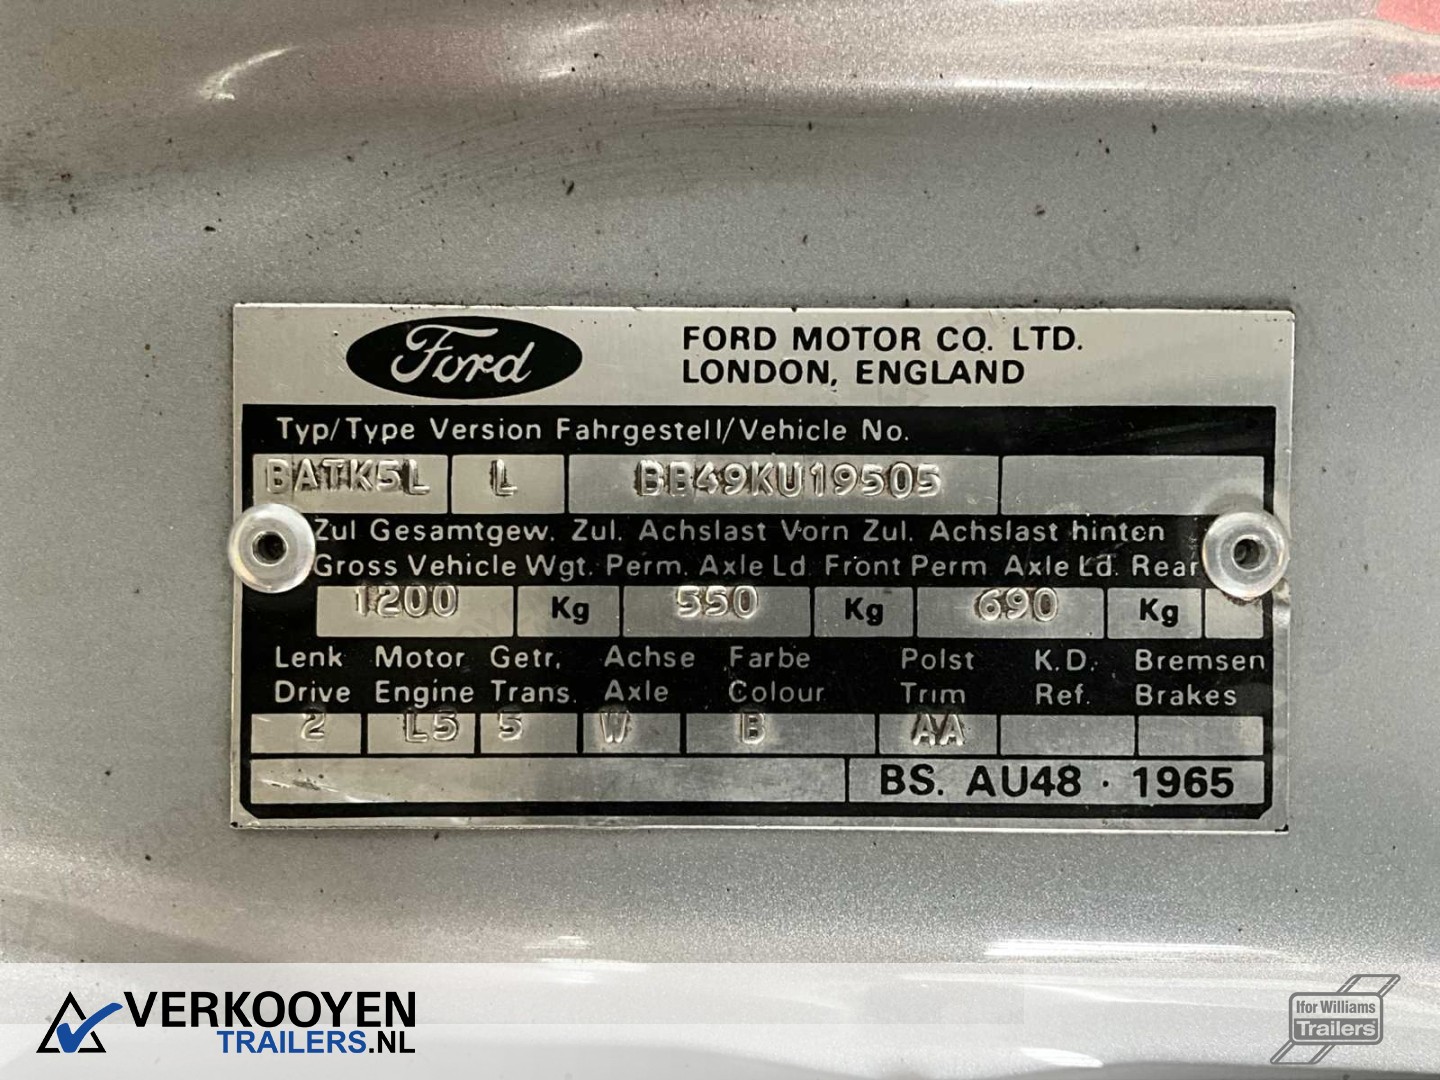 Ford
FORD MOTOR CO. LTD.
LONDON, ENGLAND
Typ/Type Version Fahrgestell/Vehicle No.
BATK5L L BB49KU19505
Zul Gesamtgew. Zul. Achslast Vorn Zul. Achslast hinten
Gross Vehicle Wgt. Perm. Axle Ld Front Perm Axle Ld. Rear
1200 Kg 550 Kg 690 Kg
Lenk Motor Getr. Achse Farbe Polst K.D. Bremsen
Drive Engine Trans. Axle Colour Trim Ref. Brakes
2 L5 5 W B AA
BS. AU48 · 1965
VERKOOYEN
TRAILERS.NL
Ifor Williams
Trailers